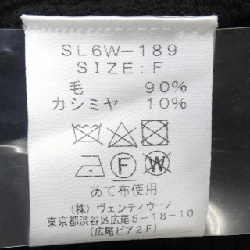 SL6W-189
SIZE:F
毛 90%
カシミヤ 10%
F W
あて布使用
(株) ヴェンティウーノ
東京都渋谷区広尾5-18-10
(広尾ピア2F)